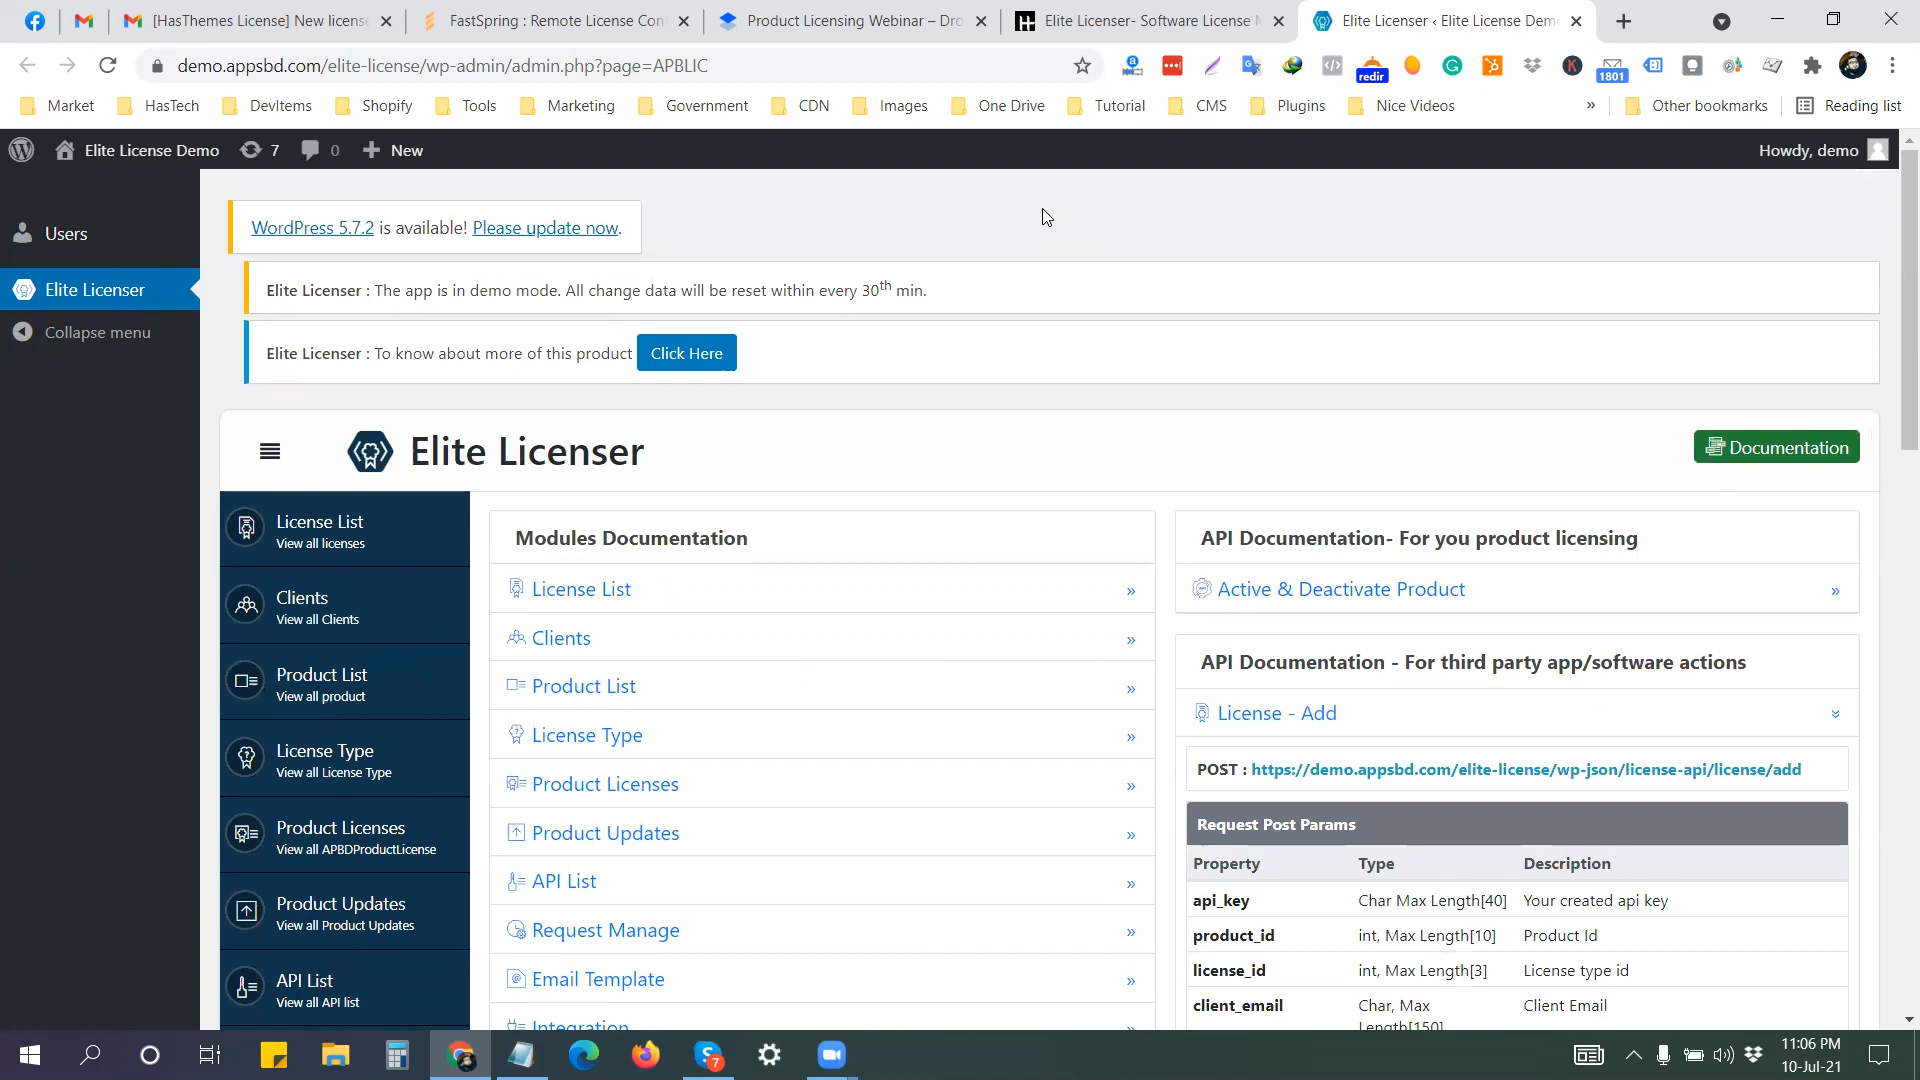 [HasThemes License] New license
FastSpring : Remote License Con
Product Licensing Webinar – Dro
Elite Licenser- Software License M
Elite Licenser ‹ Elite License Demo
demo.appsbd.com/elite-license/wp-admin/admin.php?page=APBLIC
redir
1801
Market
HasTech
DevItems
Shopify
Tools
Marketing
Government
CDN
Images
One Drive
Tutorial
CMS
Plugins
Nice Videos
»
Other bookmarks
Reading list
Elite License Demo
7
0
New
Howdy, demo
Users
Elite Licenser
Collapse menu
WordPress 5.7.2 is available! Please update now.
Elite Licenser : The app is in demo mode. All change data will be reset within every 30th min.
Elite Licenser : To know about more of this product Click Here
Elite Licenser
Documentation
License List
View all licenses
Clients
View all Clients
Product List
View all product
License Type
View all License Type
Product Licenses
View all APBDProductLicense
Product Updates
View all Product Updates
API List
View all API list
Modules Documentation
License List »
Clients »
Product List »
License Type »
Product Licenses »
Product Updates »
API List »
Request Manage »
Email Template »
Integration »
API Documentation- For you product licensing
Active & Deactivate Product »
API Documentation - For third party app/software actions
License - Add
POST : https://demo.appsbd.com/elite-license/wp-json/license-api/license/add
Request Post Params
Property Type Description
api_key Char Max Length[40] Your created api key
product_id int, Max Length[10] Product Id
license_id int, Max Length[3] License type id
client_email Char, Max Length[150] Client Email
7
11:06 PM
10-Jul-21